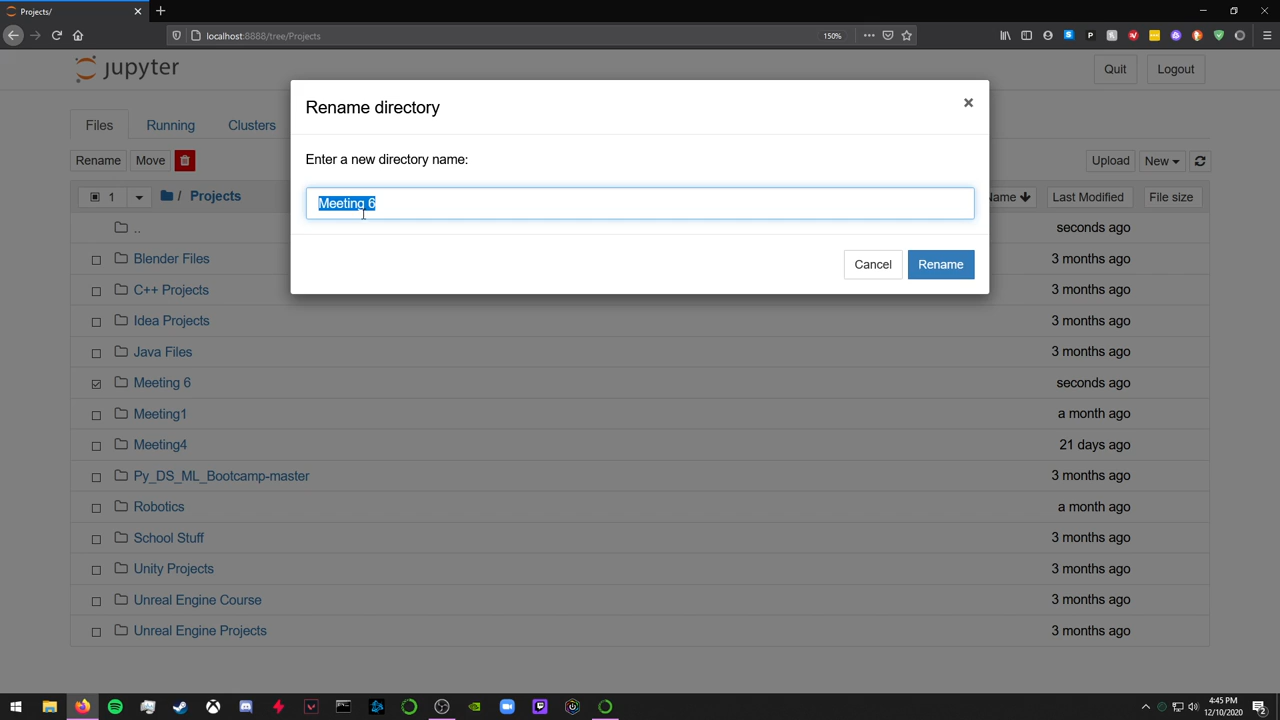 Projects/
localhost:8888/tree/Projects
150%
jupyter
Quit
Logout
Rename directory
Enter a new directory name:
Meeting 6
Cancel
Rename
Files
Running
Clusters
Rename
Move
Upload
New
1
/ Projects
Name
Last Modified
File size
..
seconds ago
Blender Files
3 months ago
C++ Projects
3 months ago
Idea Projects
3 months ago
Java Files
3 months ago
Meeting 6
seconds ago
Meeting1
a month ago
Meeting4
21 days ago
Py_DS_ML_Bootcamp-master
3 months ago
Robotics
a month ago
School Stuff
3 months ago
Unity Projects
3 months ago
Unreal Engine Course
3 months ago
Unreal Engine Projects
3 months ago
4:45 PM
12/10/2020